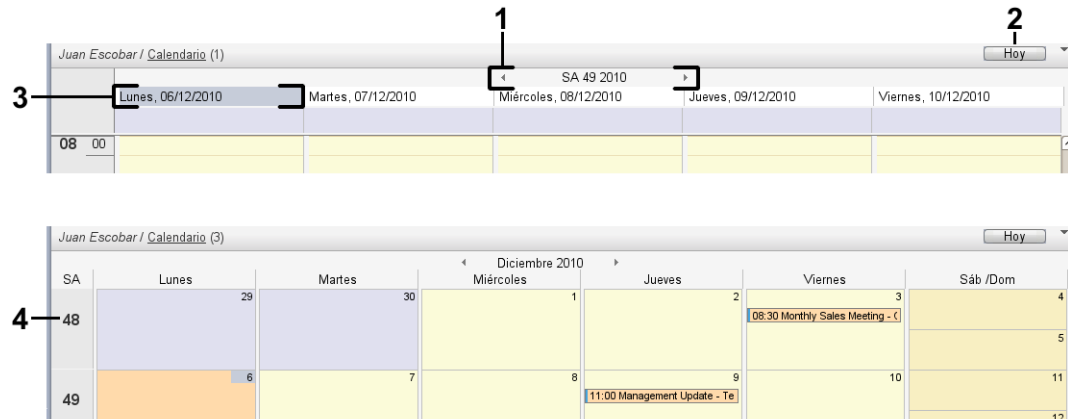 1
2
Juan Escobar / Calendario (1)
Hoy
SA 49 2010
3
Lunes, 06/12/2010 Martes, 07/12/2010 Miércoles, 08/12/2010 Jueves, 09/12/2010 Viernes, 10/12/2010
08 00
Juan Escobar / Calendario (3)
Hoy
Diciembre 2010
SA Lunes Martes Miércoles Jueves Viernes Sáb /Dom
29 30 1 2 3 4
4
48
08:30 Monthly Sales Meeting - (
5
6 7 8 9 10 11
49
11:00 Management Update - Te
12